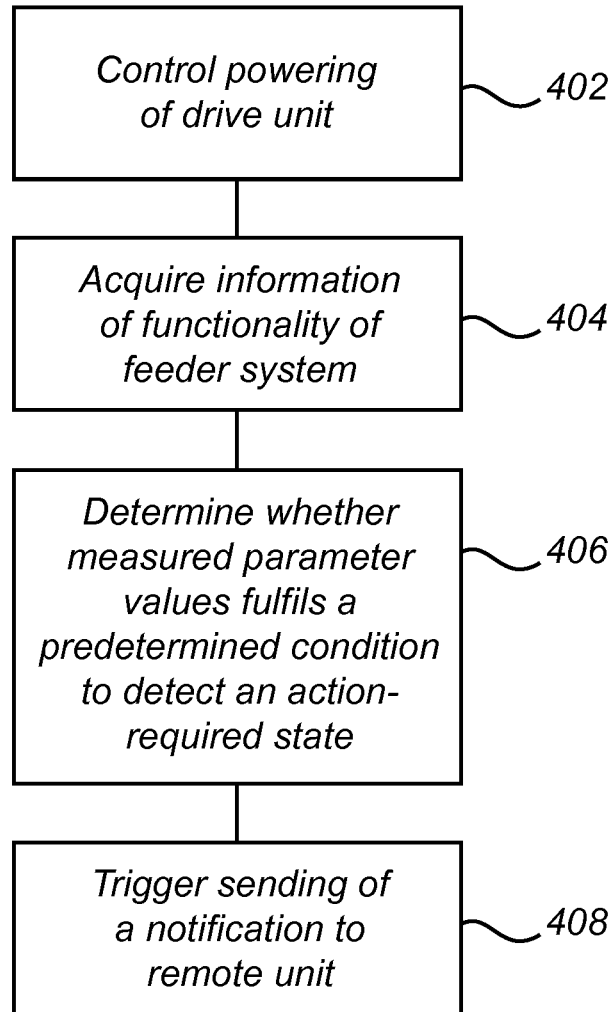 Control powering
of drive unit
402
Acquire information
of functionality of
feeder system
404
Determine whether
measured parameter
values fulfils a
predetermined condition
to detect an action-
required state
406
Trigger sending of
a notification to
remote unit
408